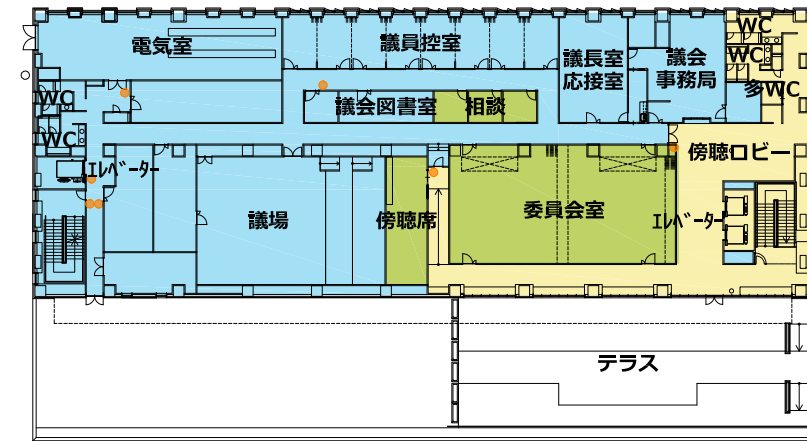 電気室
議員控室
議長室
応接室
議会
事務局
WC
WC
多WC
WC
WC
議会図書室
相談
ｴﾚﾍﾞｰﾀｰ
傍聴ロビー
議場
傍聴席
委員会室
ｴﾚﾍﾞｰﾀｰ
テラス